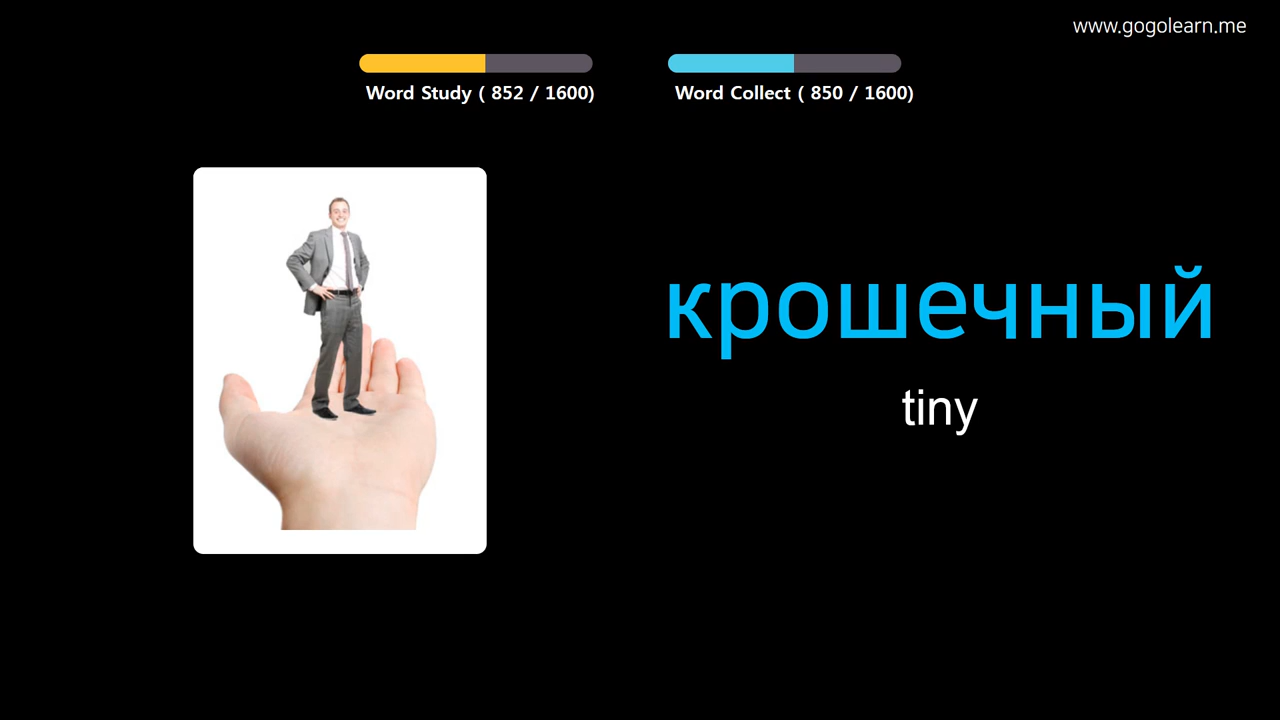 www.gogolearn.me
Word Study ( 852 / 1600)
Word Collect ( 850 / 1600)
крошечный
tiny